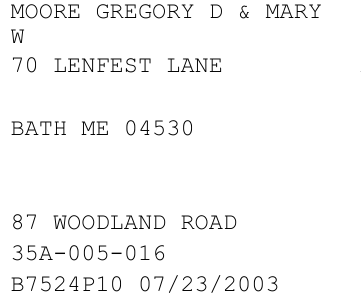 MOORE GREGORY D & MARY
W
70 LENFEST LANE
BATH ME 04530
87 WOODLAND ROAD
35A-005-016
B7524P10 07/23/2003